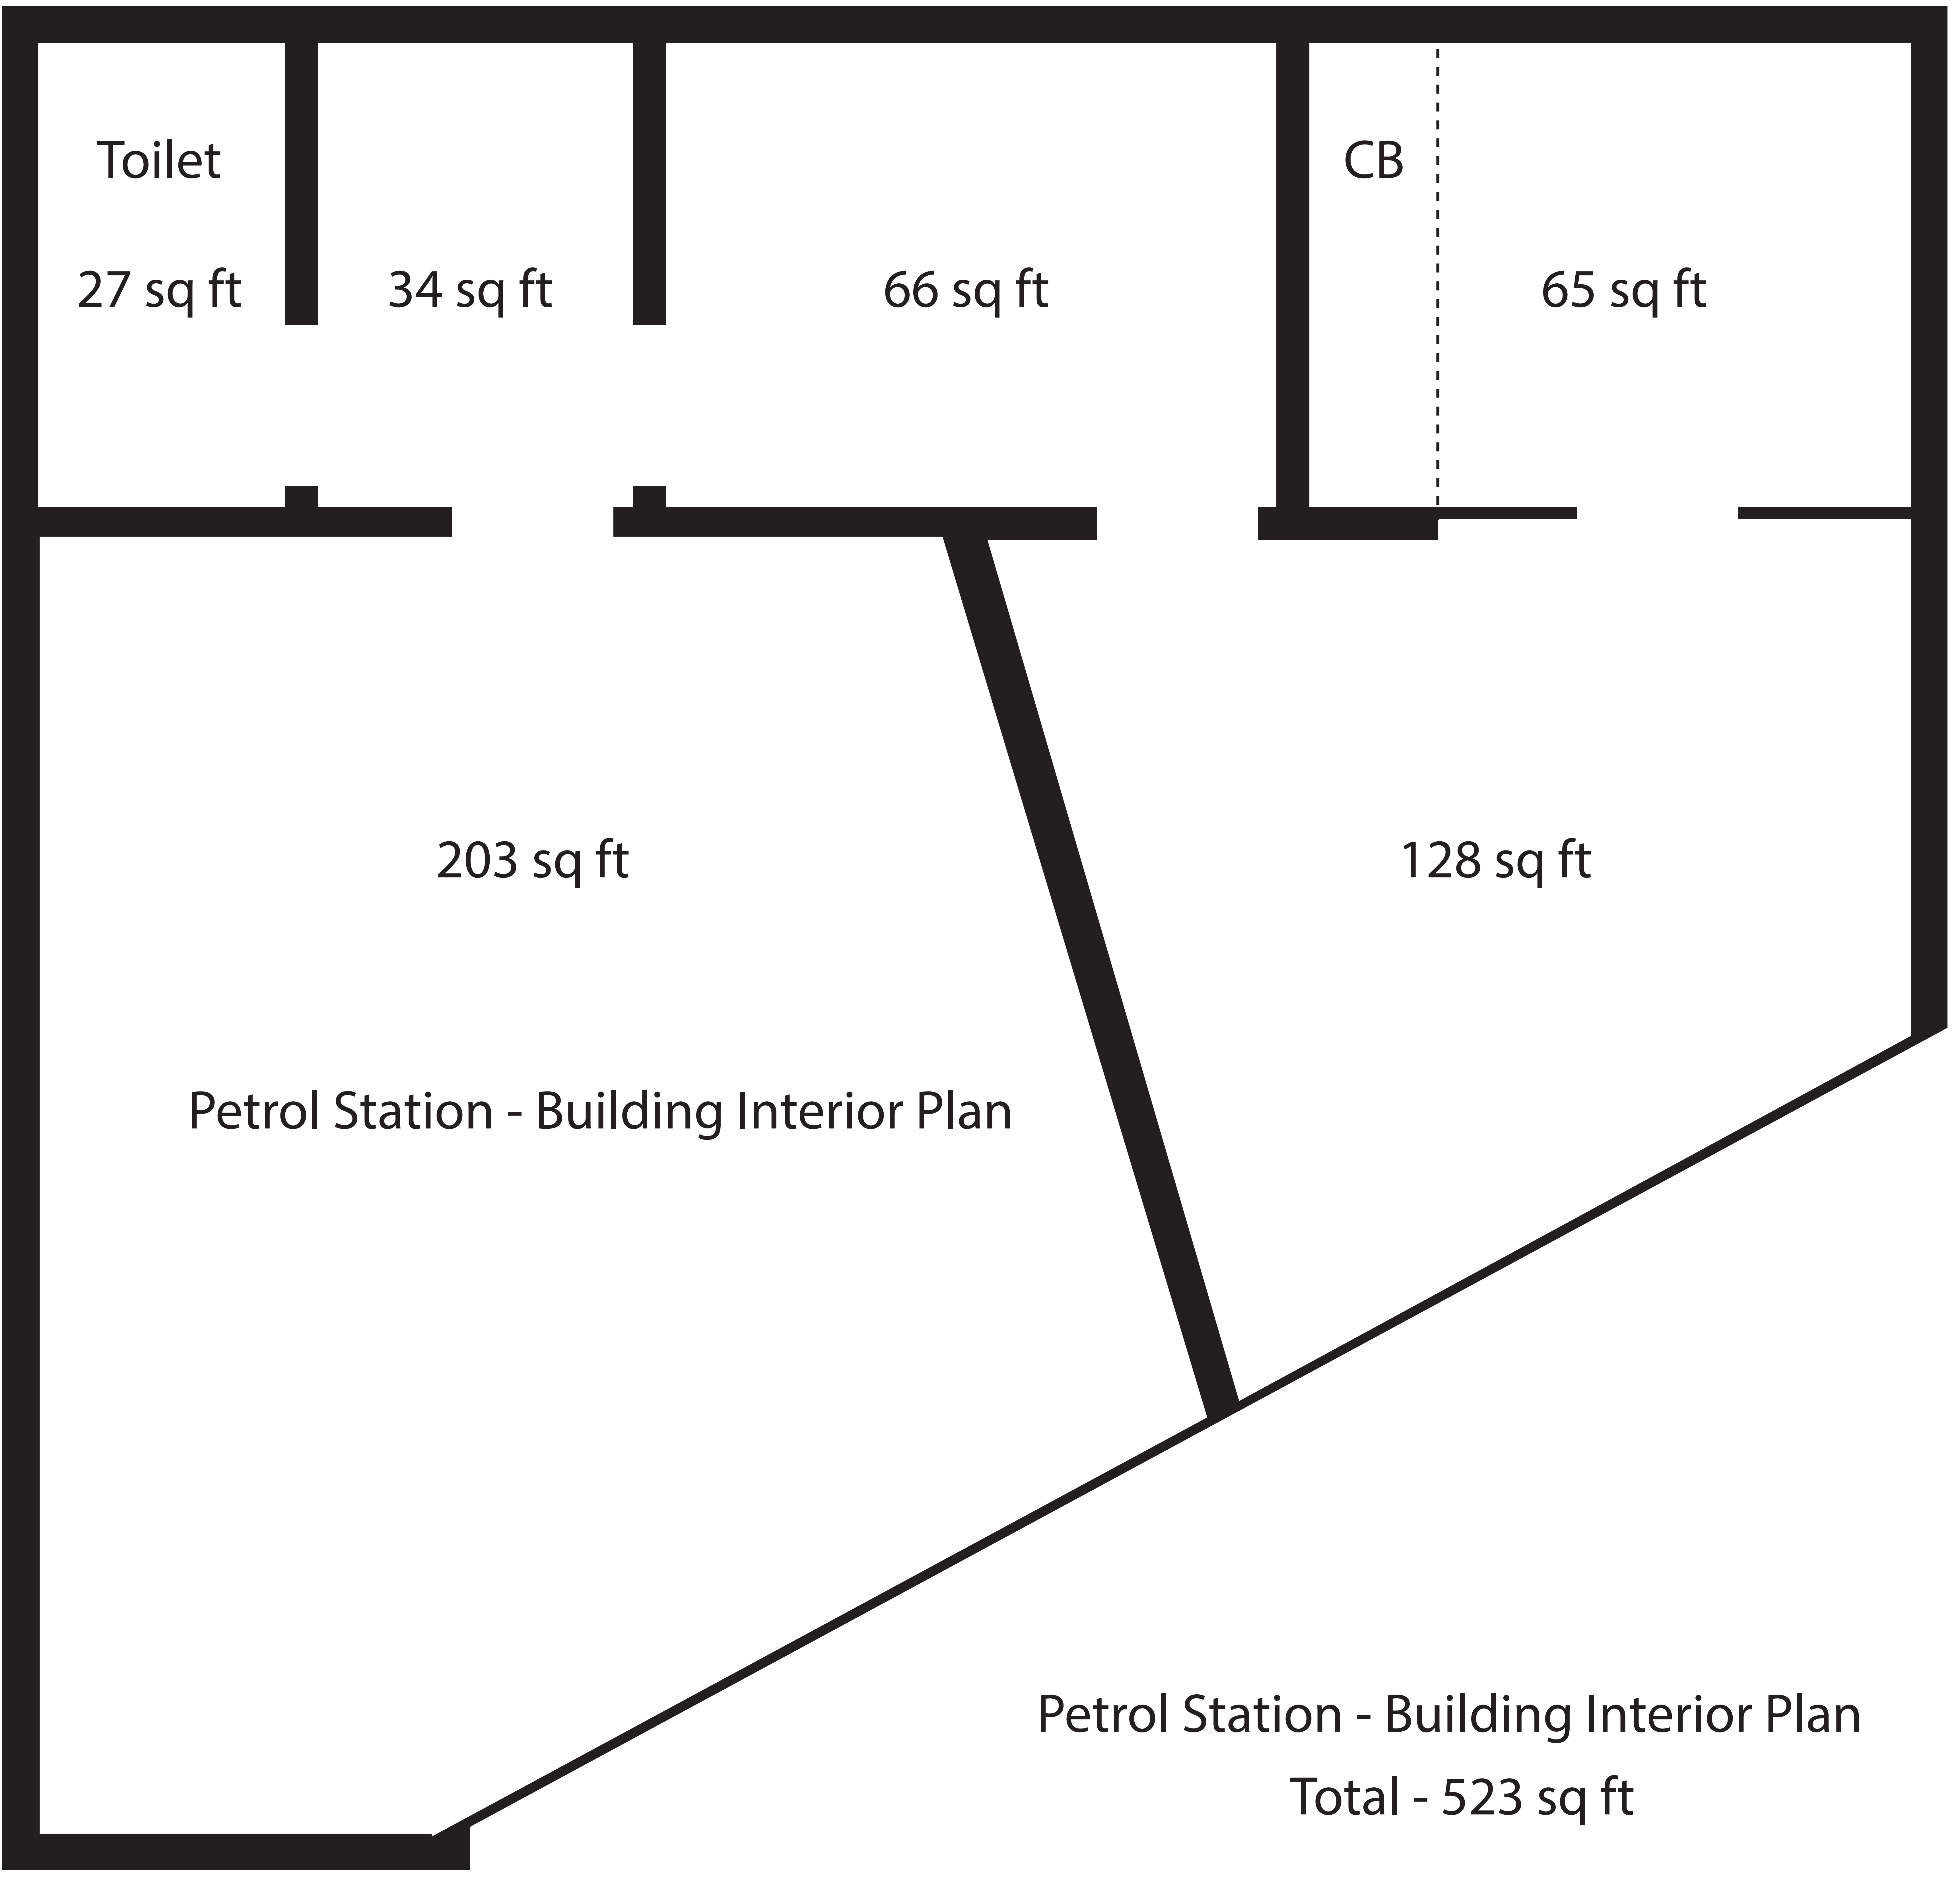 Toilet
CB
27 sq ft
34 sq ft
66 sq ft
65 sq ft
203 sq ft
128 sq ft
Petrol Station - Building Interior Plan
Petrol Station - Building Interior Plan
Total - 523 sq ft